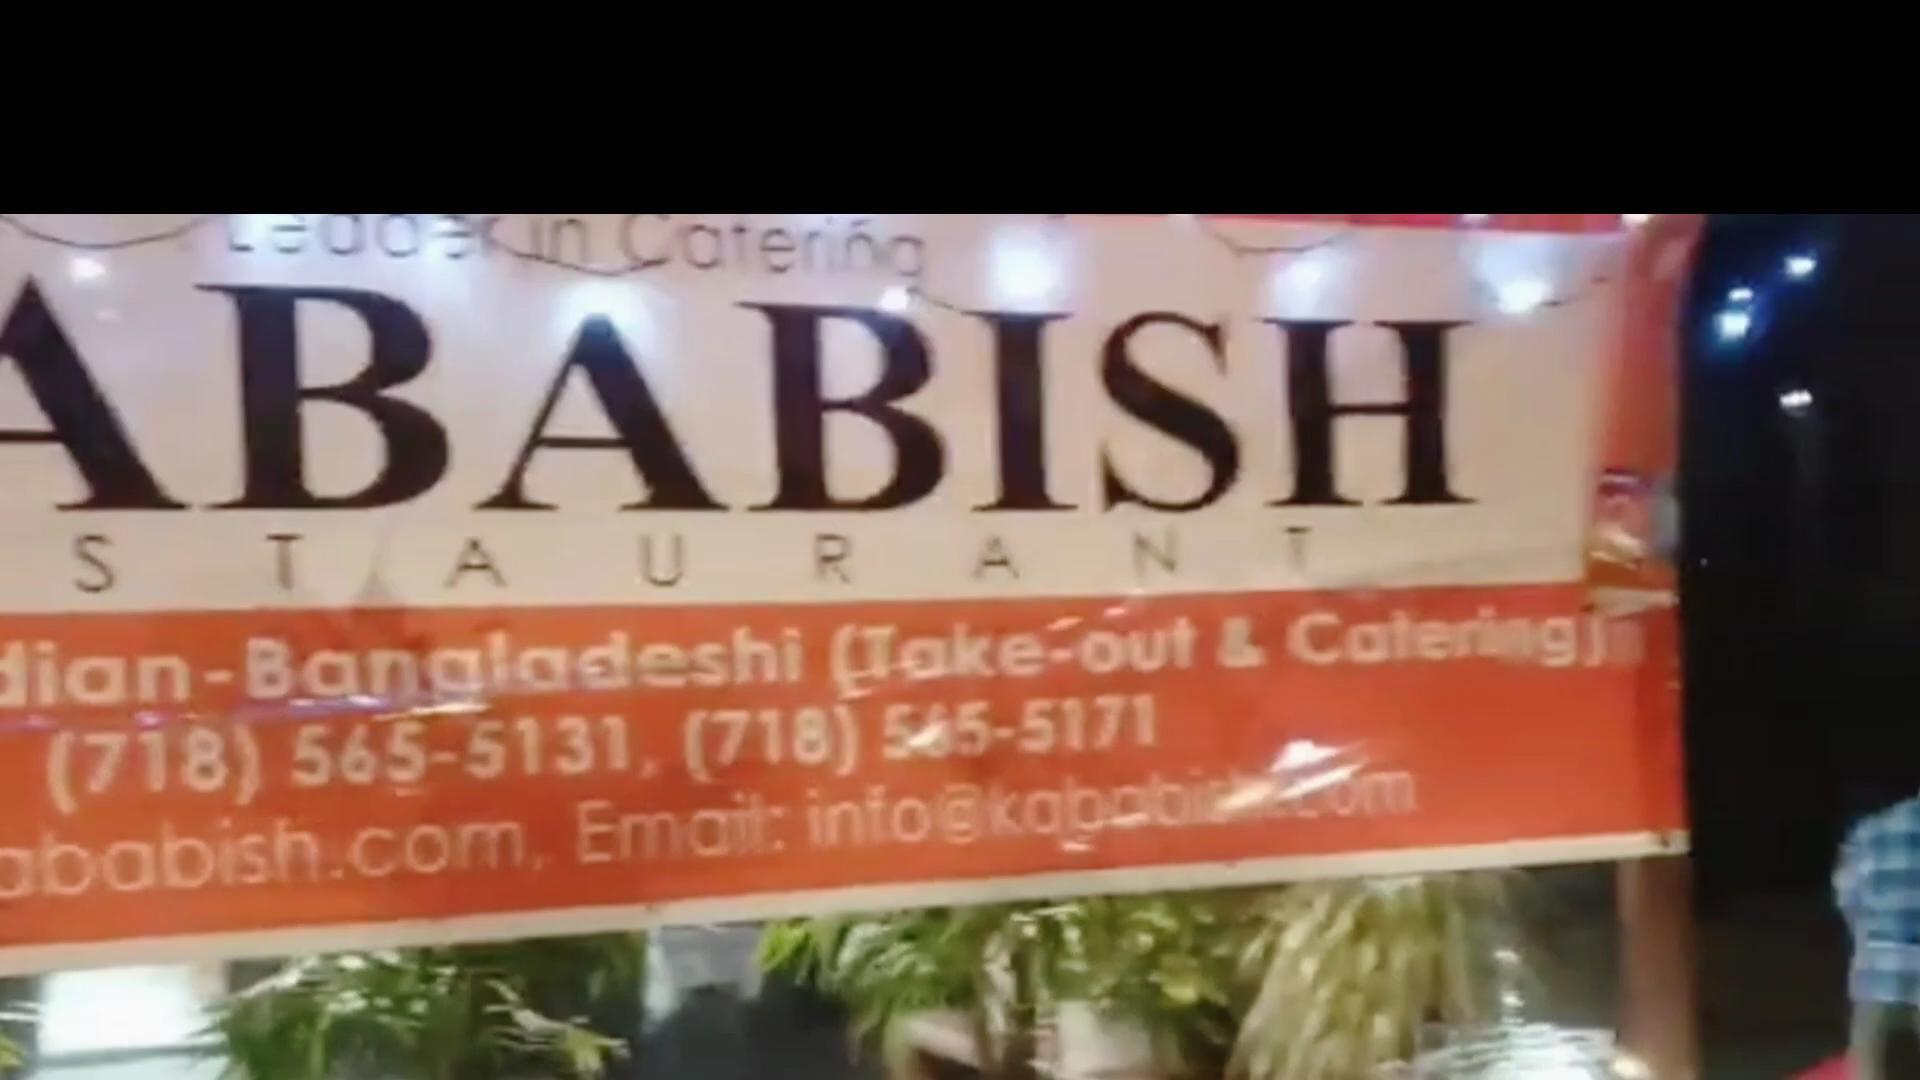 Leader in Catering
ABABISH
STAURANT
dian-Bangladeshi (Take-out & Catering)
(718) 565-5131, (718) 565-5171
ababish.com, Email: info@kababish.com